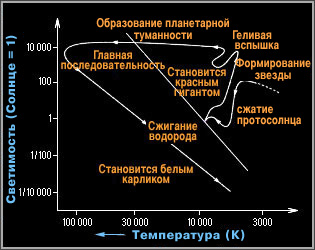 Образование планетарной
туманности
Гелиевая
вспышка
Главная
последовательность
Становится
красным
гигантом
Формирование
звезды
сжатие
протосолнца
Сжигание
водорода
Становится белым
карликом
Светимость (Солнце = 1)
10 000
100
1
1/100
1/10 000
100 000
30 000
10 000
3000
Температура (К)